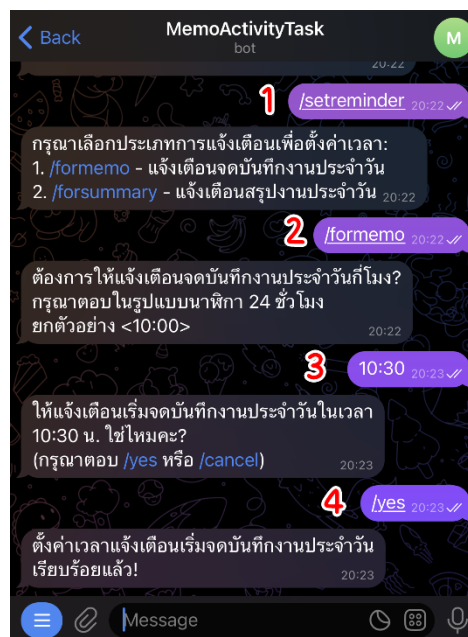 Back
MemoActivityTask
bot
M
20:22
1
/setreminder 20:22
กรุณาเลือกประเภทการแจ้งเตือนเพื่อตั้งค่าเวลา:
1. /formemo - แจ้งเตือนจดบันทึกงานประจำวัน
2. /forsummary - แจ้งเตือนสรุปงานประจำวัน 20:22
2
/formemo 20:22
ต้องการให้แจ้งเตือนจดบันทึกงานประจำวันกี่โมง?
กรุณาตอบในรูปแบบนาฬิกา 24 ชั่วโมง
ยกตัวอย่าง <10:00>
20:22
3
10:30 20:23
ให้แจ้งเตือนเริ่มจดบันทึกงานประจำวันในเวลา
10:30 น. ใช่ไหมคะ?
(กรุณาตอบ /yes หรือ /cancel)
20:23
4
/yes 20:23
ตั้งค่าเวลาแจ้งเตือนเริ่มจดบันทึกงานประจำวัน
เรียบร้อยแล้ว!
20:23
Message